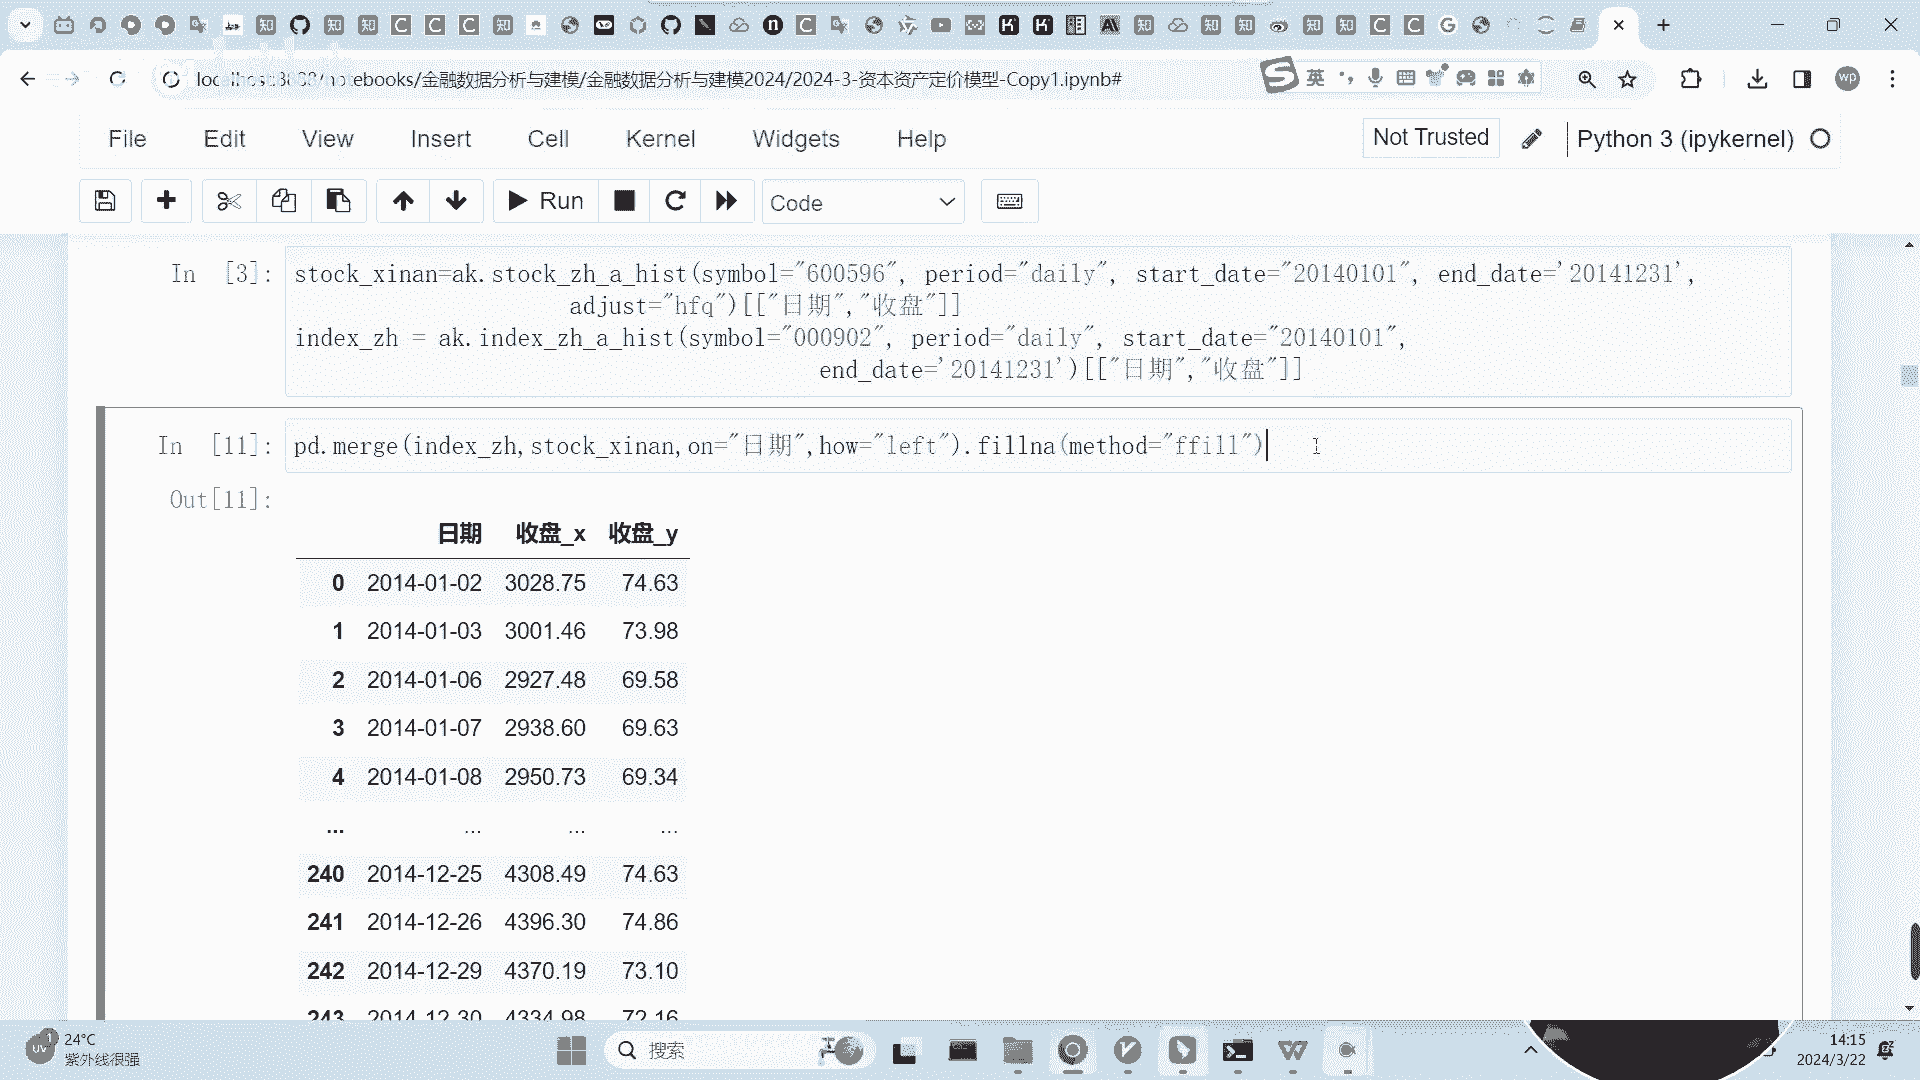 localhost:8888/notebooks/金融数据分析与建模/金融数据分析与建模2024/2024-3-资本资产定价模型-Copy1.ipynb#
英
wp
File Edit View Insert Cell Kernel Widgets Help Not Trusted Python 3 (ipykernel)
Run Code
In [3]: stock_xinan=ak.stock_zh_a_hist(symbol="600596", period="daily", start_date="20140101", end_date='20141231',
adjust="hfq")[["日期","收盘"]]
index_zh = ak.index_zh_a_hist(symbol="000902", period="daily", start_date="20140101",
end_date='20141231')[["日期","收盘"]]
In [11]: pd.merge(index_zh,stock_xinan,on="日期",how="left").fillna(method="ffill")
Out[11]:
日期 收盘_x 收盘_y
0 2014-01-02 3028.75 74.63
1 2014-01-03 3001.46 73.98
2 2014-01-06 2927.48 69.58
3 2014-01-07 2938.60 69.63
4 2014-01-08 2950.73 69.34
... ... ... ...
240 2014-12-25 4308.49 74.63
241 2014-12-26 4396.30 74.86
242 2014-12-29 4370.19 73.10
243 2014-12-30 4334.98 72.16
24°C
紫外线很强
搜索
14:15
2024/3/22